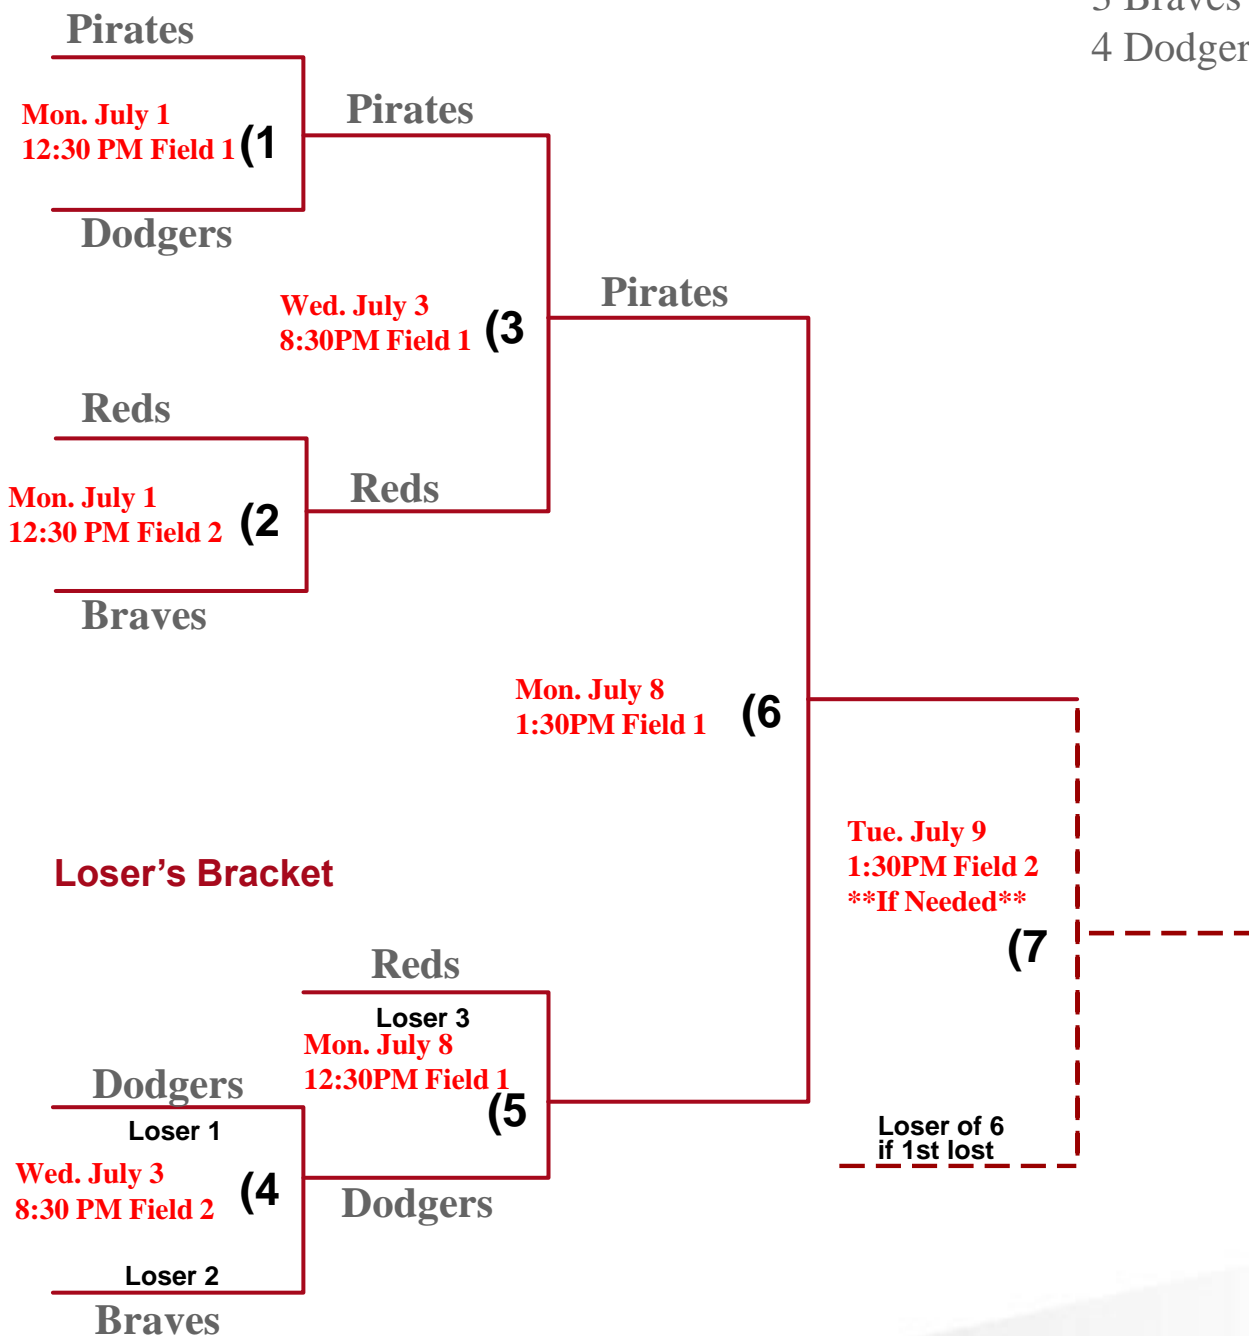 3 Braves
4 Dodger
Pirates
Mon. July 1
12:30 PM Field 1
(1
Pirates
Dodgers
Wed. July 3
8:30PM Field 1
(3
Pirates
Reds
Mon. July 1
12:30 PM Field 2
(2
Reds
Braves
Mon. July 8
1:30PM Field 1
(6
Tue. July 9
1:30PM Field 2
**If Needed**
(7
Loser's Bracket
Reds
Loser 3
Mon. July 8
12:30PM Field 1
(5
Dodgers
Loser 1
Wed. July 3
8:30 PM Field 2
(4
Dodgers
Loser 2
Braves
Loser of 6
if 1st lost